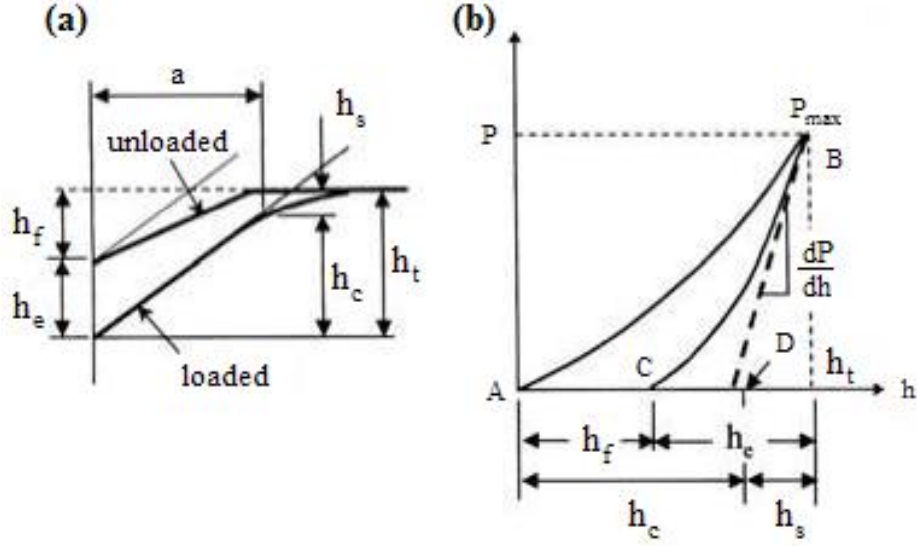 (a)
a
h_s
unloaded
h_f
h_e
h_c
h_t
loaded
(b)
P_max
P
B
dP
dh
D
C
A
h_t
h
h_f
h_e
h_c
h_s